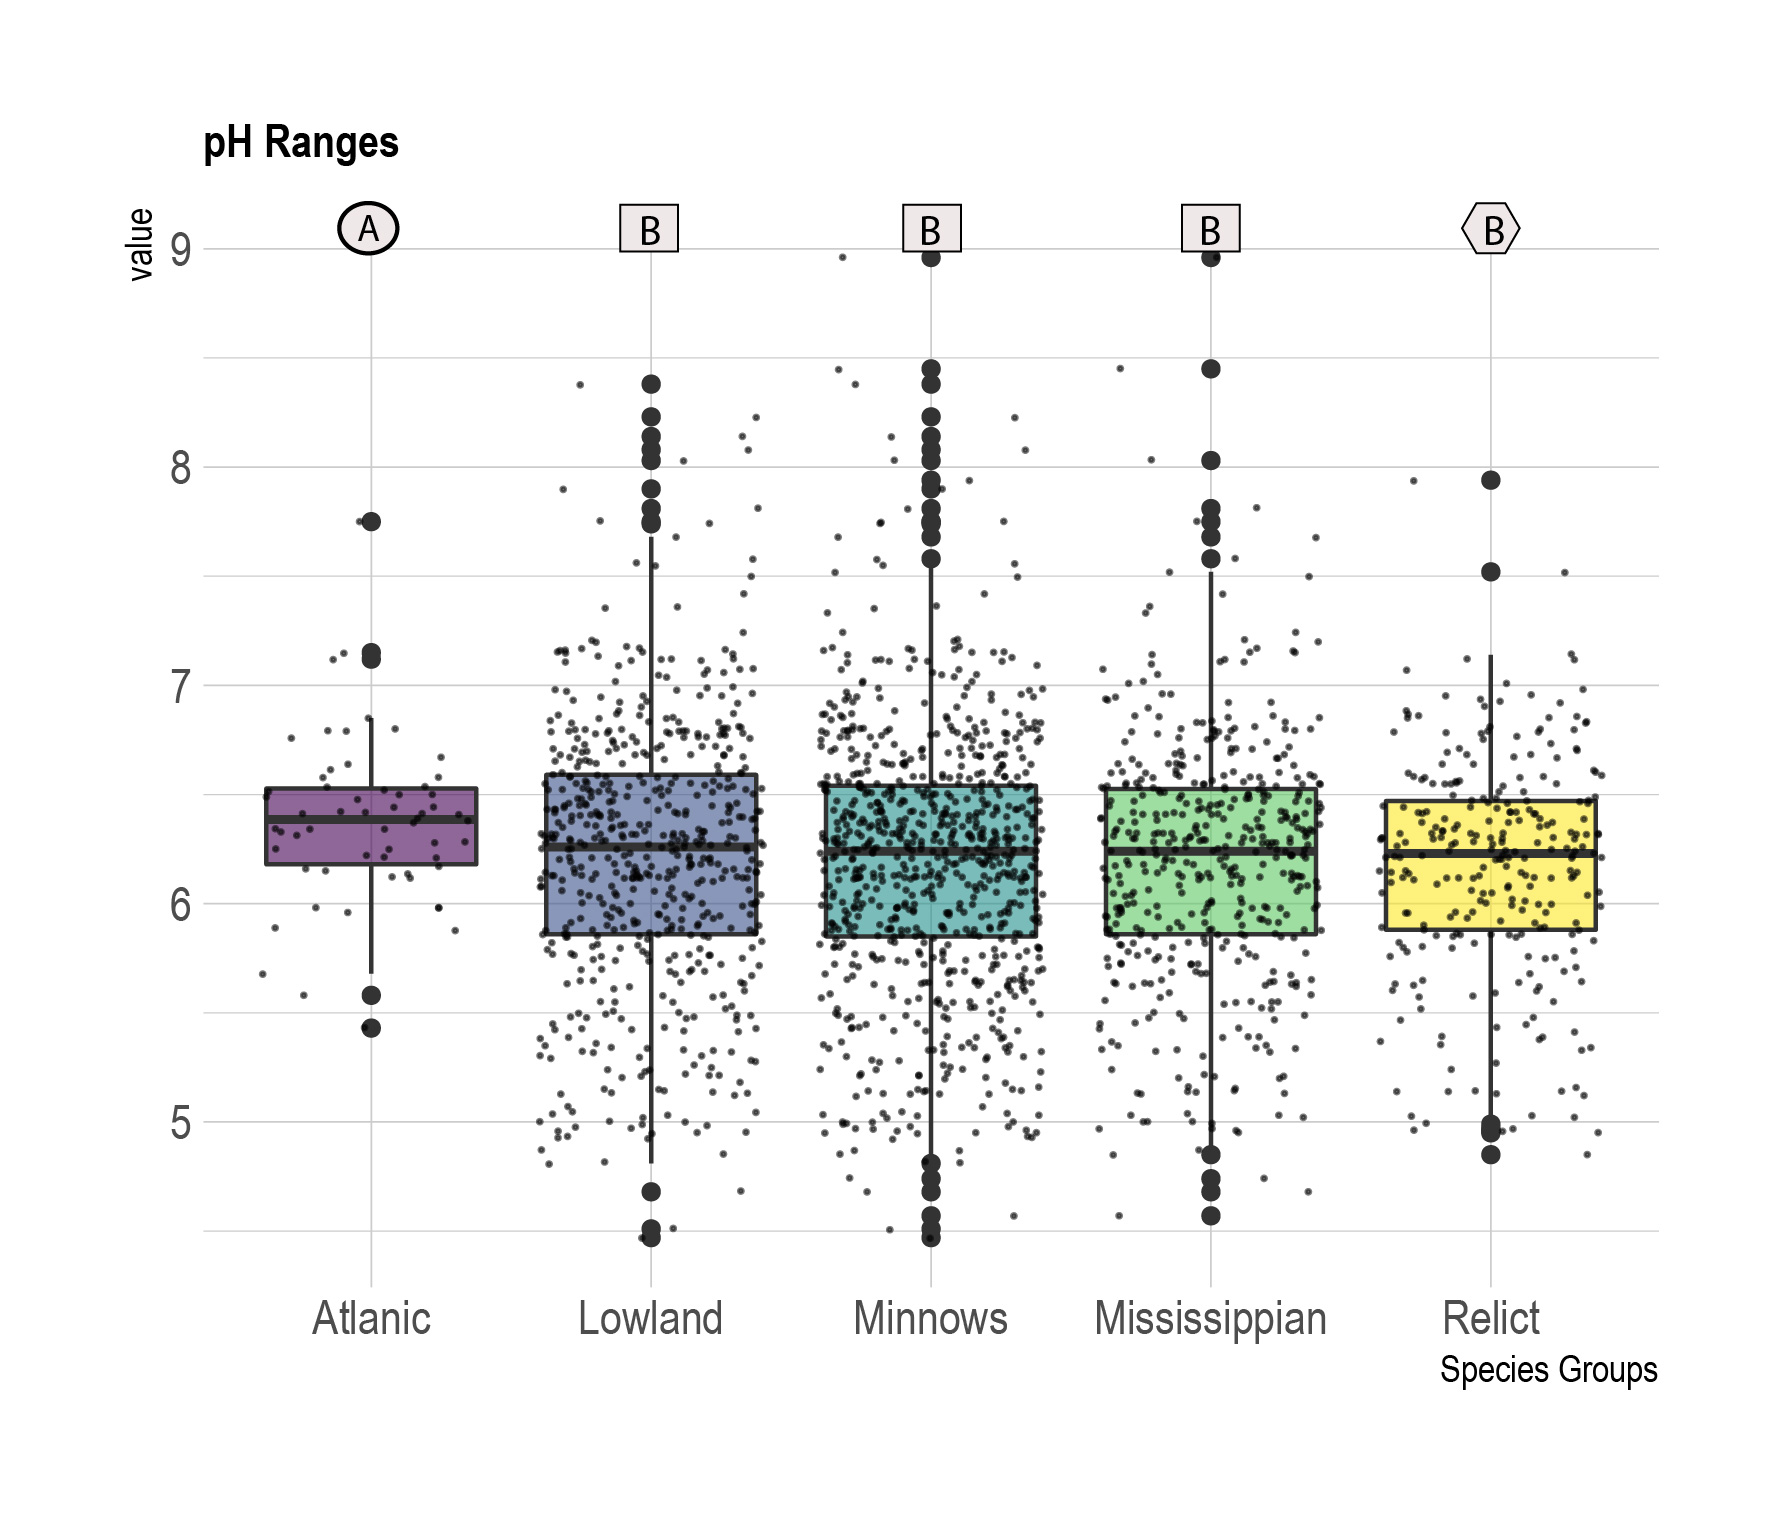 pH Ranges
value
A B B B B
9
8
7
6
5
Atlanic Lowland Minnows Mississippian Relict
Species Groups